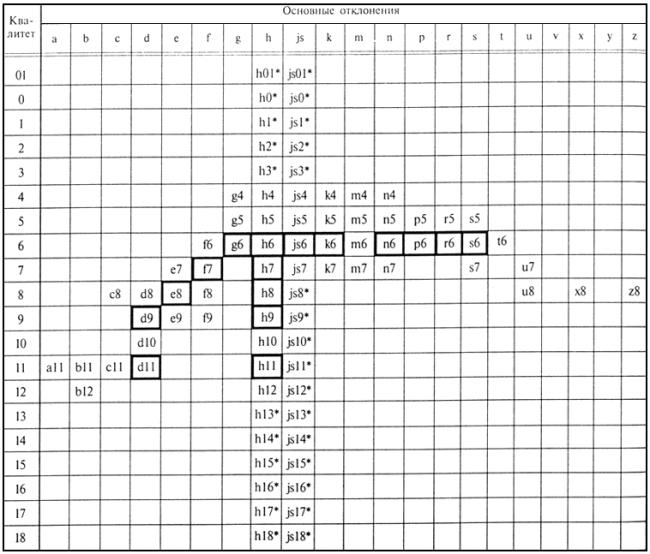 Ква-
литет
Основные отклонения
a b c d e f g h js k m n p r s t u v x y z
01 h01* js01*
0 h0* js0*
1 h1* js1*
2 h2* js2*
3 h3* js3*
4 g4 h4 js4 k4 m4 n4
5 g5 h5 js5 k5 m5 n5 p5 r5 s5
6 f6 g6 h6 js6 k6 m6 n6 p6 r6 s6 t6
7 e7 f7 h7 js7 k7 m7 n7 s7 u7
8 c8 d8 e8 f8 h8 js8* u8 x8 z8
9 d9 e9 f9 h9 js9*
10 d10 h10 js10*
11 a11 b11 c11 d11 h11 js11*
12 b12 h12 js12*
13 h13* js13*
14 h14* js14*
15 h15* js15*
16 h16* js16*
17 h17* js17*
18 h18* js18*